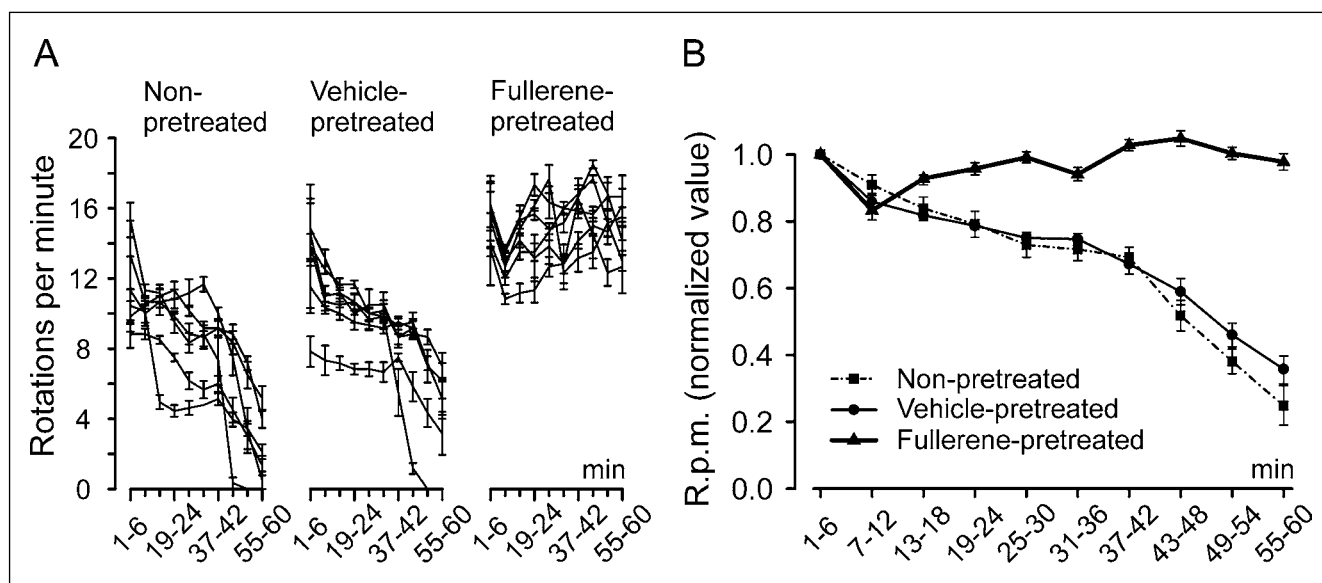 A
Non-
pretreated
Vehicle-
pretreated
Fullerene-
pretreated
Rotations per minute
20
16
12
8
4
0
min
1-6
19-24
37-42
55-60
1-6
19-24
37-42
55-60
1-6
19-24
37-42
55-60
B
R.p.m. (normalized value)
1.0
0.8
0.6
0.4
0.2
0.0
Non-pretreated
Vehicle-pretreated
Fullerene-pretreated
min
1-6
7-12
13-18
19-24
25-30
31-36
37-42
43-48
49-54
55-60